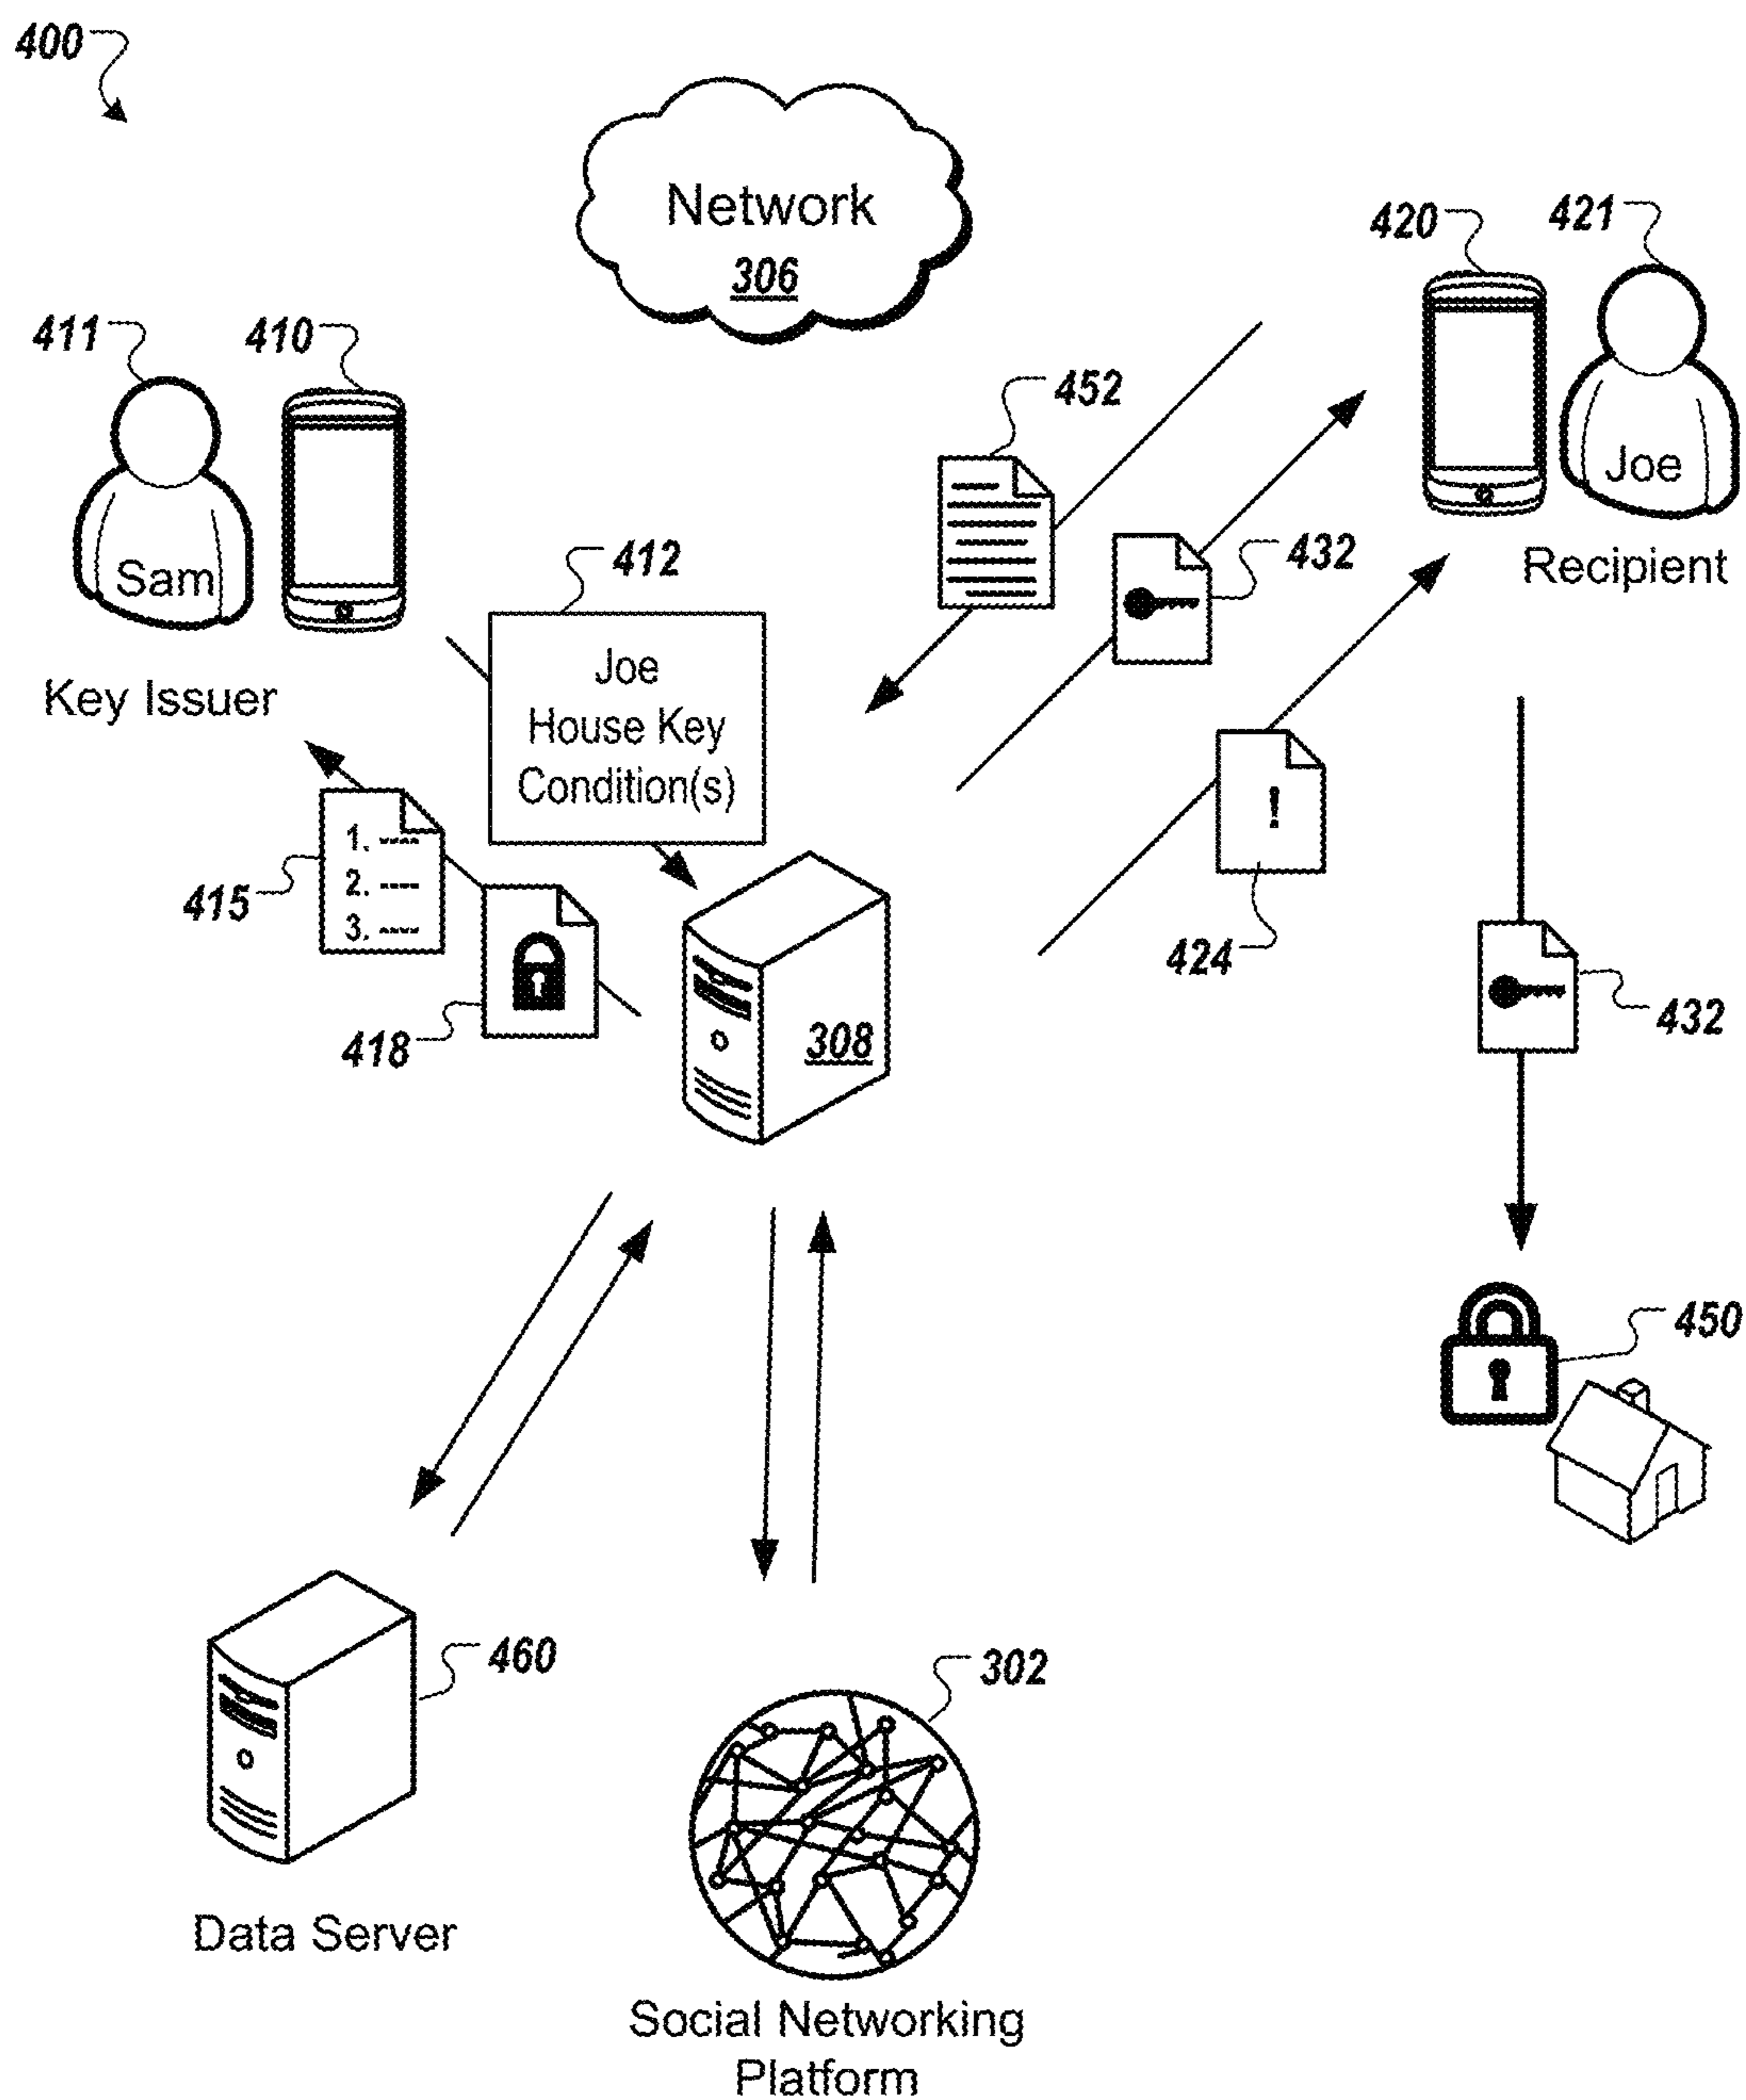 400
Network
306
420
421
411
410
452
Joe
Recipient
432
412
Sam
Key Issuer
Joe
House Key
Condition(s)
!
424
1. ----
2. ----
3. ----
415
418
308
432
450
460
Data Server
302
Social Networking
Platform